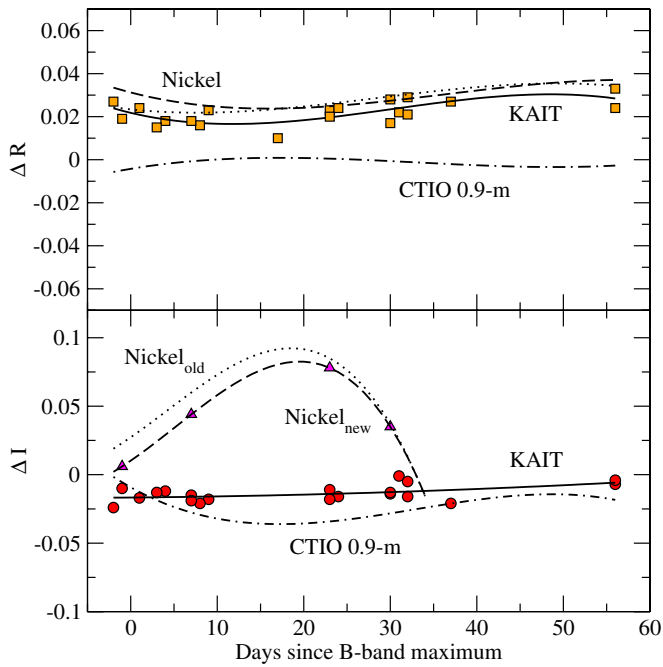 0.06
0.04
0.02
0
-0.02
-0.04
-0.06
Δ R
Nickel
KAIT
CTIO 0.9-m
0.1
0.05
0
-0.05
-0.1
Δ I
Nickel_old
Nickel_new
KAIT
CTIO 0.9-m
0 10 20 30 40 50 60
Days since B-band maximum